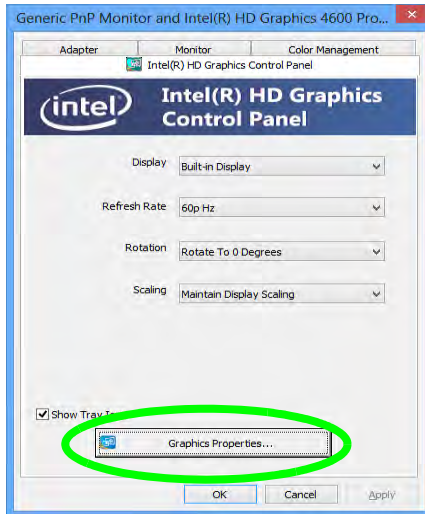 Generic PnP Monitor and Intel(R) HD Graphics 4600 Pro...
Adapter Monitor Color Management
Intel(R) HD Graphics Control Panel
intel Intel(R) HD Graphics
Control Panel
Display Built-in Display
Refresh Rate 60p Hz
Rotation Rotate To 0 Degrees
Scaling Maintain Display Scaling
Show Tray
Graphics Properties...
OK Cancel Apply